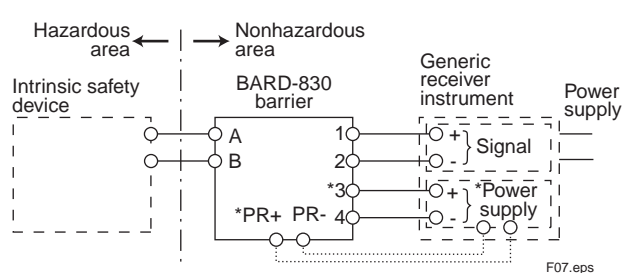 Hazardous area
Nonhazardous area
Intrinsic safety device
BARD-830 barrier
Generic receiver instrument
Power supply
A
B
1
2
*3
4
*PR+ PR-
+
-
Signal
+
-
*Power supply
F07.eps